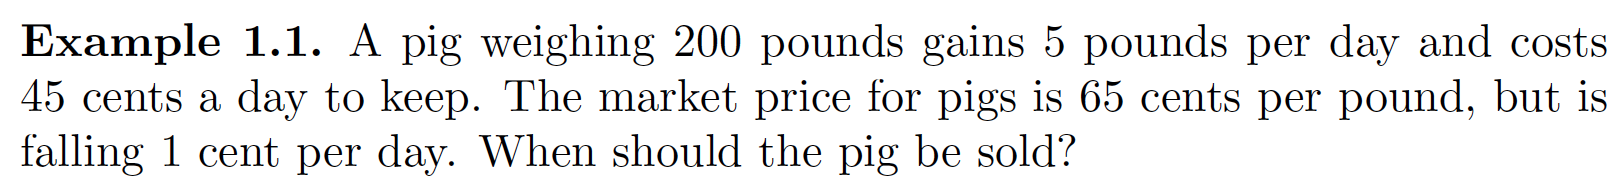 Example 1.1. A pig weighing 200 pounds gains 5 pounds per day and costs
45 cents a day to keep. The market price for pigs is 65 cents per pound, but is
falling 1 cent per day. When should the pig be sold?